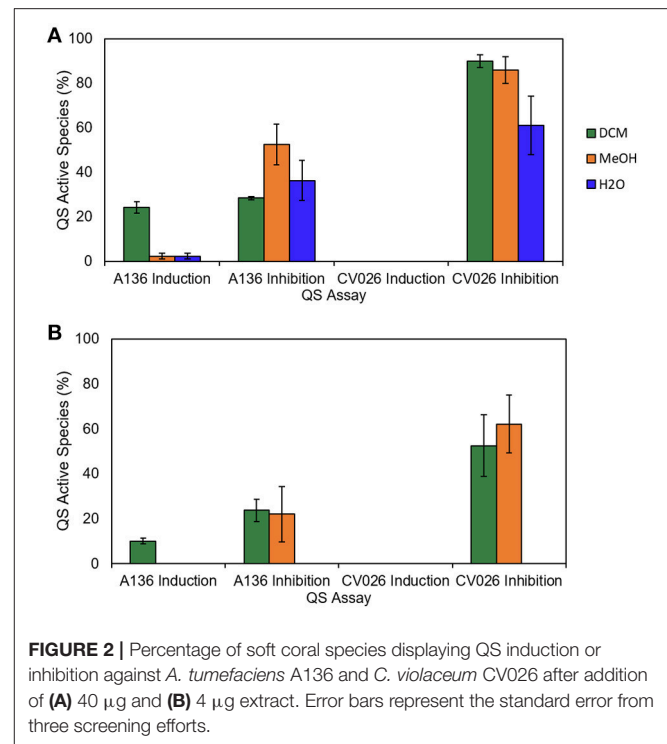 A
QS Active Species (%)
100
80
60
40
20
0
A136 Induction A136 Inhibition CV026 Induction CV026 Inhibition
QS Assay
DCM
MeOH
H2O
B
QS Active Species (%)
100
80
60
40
20
0
A136 Induction A136 Inhibition CV026 Induction CV026 Inhibition
QS Assay
FIGURE 2 | Percentage of soft coral species displaying QS induction or
inhibition against A. tumefaciens A136 and C. violaceum CV026 after addition
of (A) 40 μg and (B) 4 μg extract. Error bars represent the standard error from
three screening efforts.